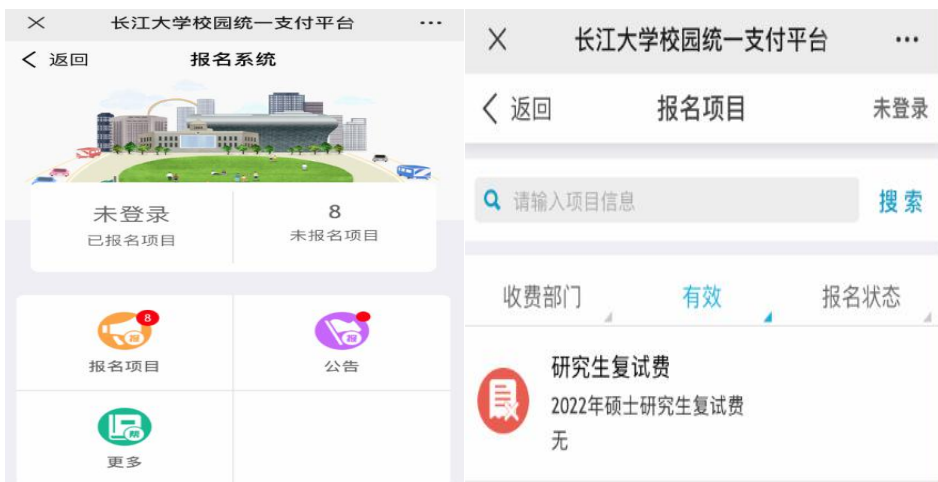 长江大学校园统一支付平台
返回 报名系统
未登录 8
已报名项目 未报名项目
8
报名项目 公告
更多
长江大学校园统一支付平台
返回 报名项目 未登录
请输入项目信息 搜索
收费部门 有效 报名状态
研究生复试费
2022年硕士研究生复试费
无